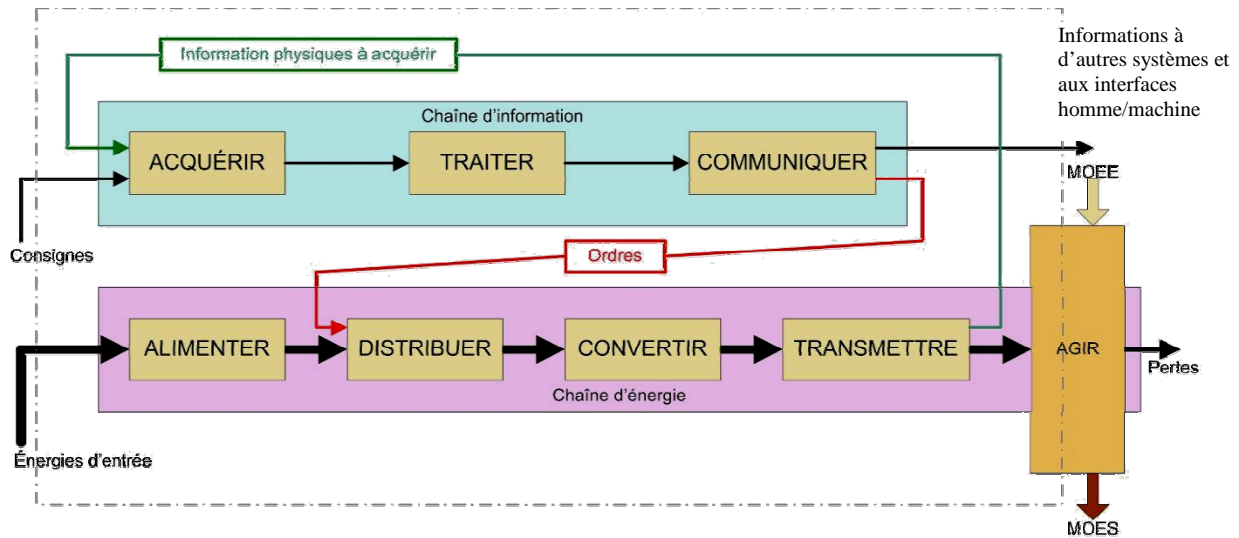 Information physiques à acquérir
Informations à
d’autres systèmes et
aux interfaces
homme/machine
Chaîne d’information
ACQUÉRIR
TRAITER
COMMUNIQUER
MOEE
Consignes
Ordres
ALIMENTER
DISTRIBUER
CONVERTIR
TRANSMETTRE
AGIR
Pertes
Chaîne d’énergie
Énergies d’entrée
MOES